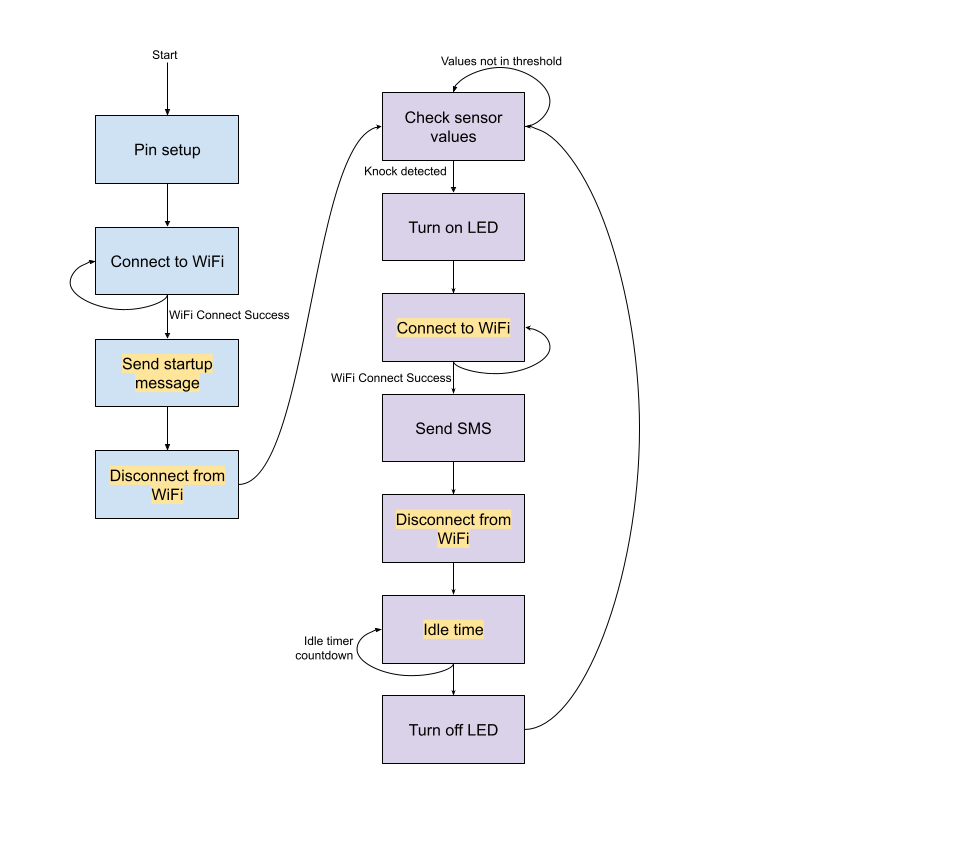 Start
Pin setup
Connect to WiFi
WiFi Connect Success
Send startup
message
Disconnect from
WiFi
Values not in threshold
Check sensor
values
Knock detected
Turn on LED
Connect to WiFi
WiFi Connect Success
Send SMS
Disconnect from
WiFi
Idle time
Idle timer
countdown
Turn off LED